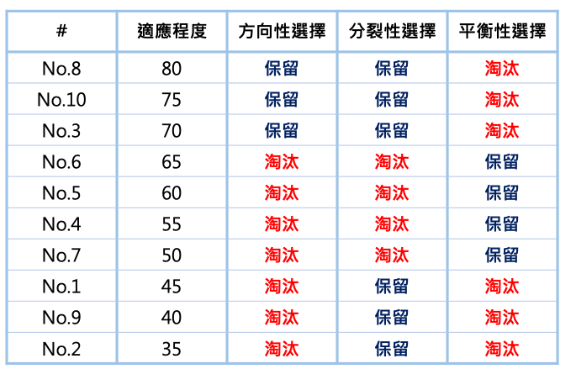 # 適應程度 方向性選擇 分裂性選擇 平衡性選擇
No.8 80 保留 保留 淘汰
No.10 75 保留 保留 淘汰
No.3 70 保留 保留 淘汰
No.6 65 淘汰 淘汰 保留
No.5 60 淘汰 淘汰 保留
No.4 55 淘汰 淘汰 保留
No.7 50 淘汰 淘汰 保留
No.1 45 淘汰 保留 淘汰
No.9 40 淘汰 保留 淘汰
No.2 35 淘汰 保留 淘汰